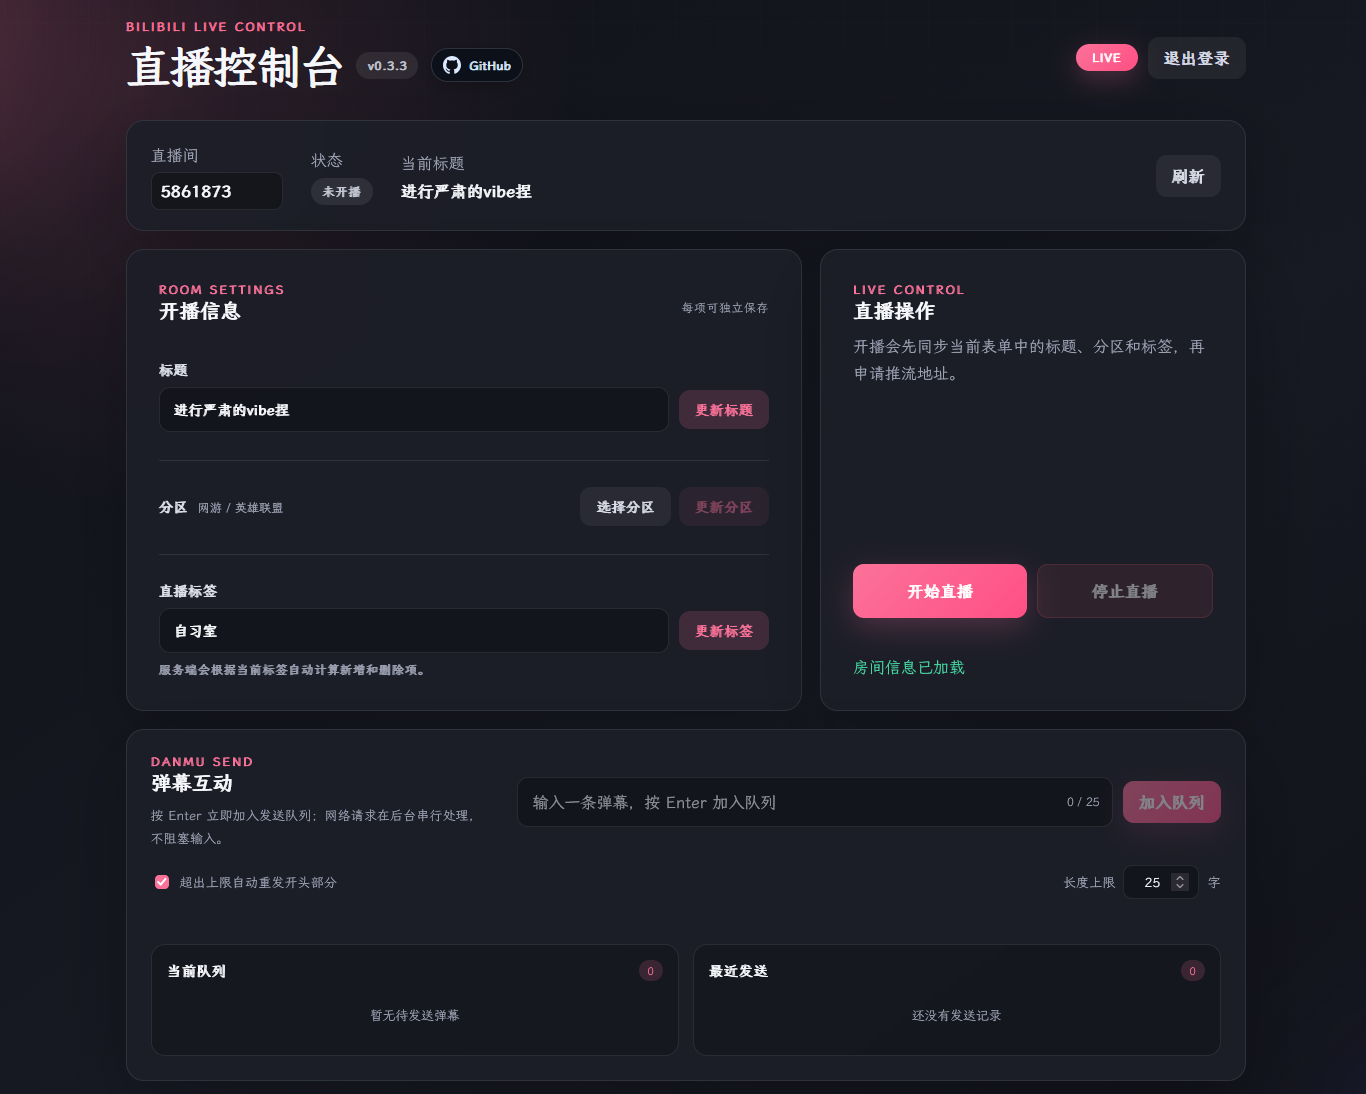 BILIBILI LIVE CONTROL
直播控制台 v0.3.3 GitHub
LIVE 退出登录
直播间
5861873
状态
未开播
当前标题
进行严肃的vibe捏
刷新
ROOM SETTINGS
开播信息
每项可独立保存
标题
进行严肃的vibe捏
更新标题
分区 网游 / 英雄联盟
选择分区
更新分区
直播标签
自习室
更新标签
服务端会根据当前标签自动计算新增和删除项。
LIVE CONTROL
直播操作
开播会先同步当前表单中的标题、分区和标签，再
申请推流地址。
开始直播
停止直播
房间信息已加载
DANMU SEND
弹幕互动
按 Enter 立即加入发送队列；网络请求在后台串行处理，
不阻塞输入。
输入一条弹幕，按 Enter 加入队列
0 / 25
加入队列
超出上限自动重发开头部分
长度上限 25 字
当前队列
0
暂无待发送弹幕
最近发送
0
还没有发送记录